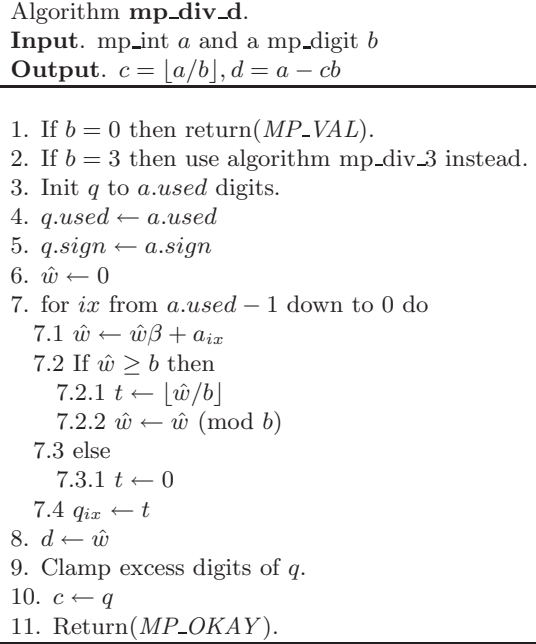 Algorithm mp_div_d.
Input. mp_int a and a mp_digit b
Output. c = ⌊a/b⌋, d = a − cb
1. If b = 0 then return(MP_VAL).
2. If b = 3 then use algorithm mp_div_3 instead.
3. Init q to a.used digits.
4. q.used ← a.used
5. q.sign ← a.sign
6. ŵ ← 0
7. for ix from a.used − 1 down to 0 do
7.1 ŵ ← ŵβ + a_{ix}
7.2 If ŵ ≥ b then
7.2.1 t ← ⌊ŵ/b⌋
7.2.2 ŵ ← ŵ (mod b)
7.3 else
7.3.1 t ← 0
7.4 q_{ix} ← t
8. d ← ŵ
9. Clamp excess digits of q.
10. c ← q
11. Return(MP_OKAY).